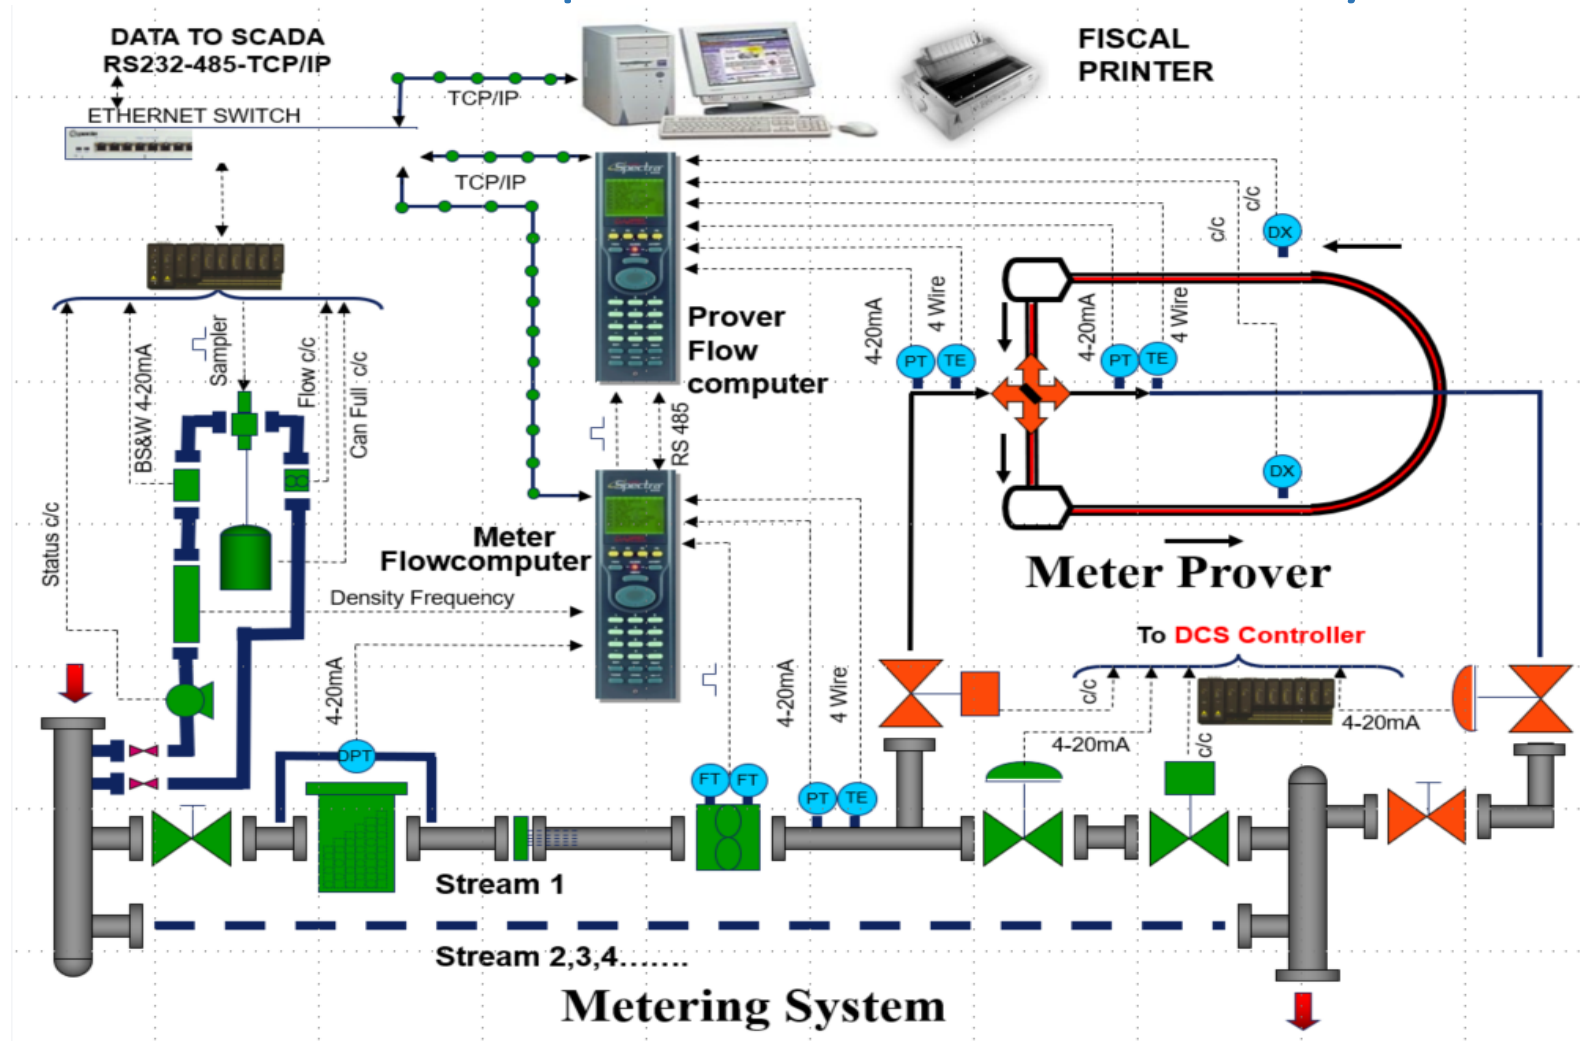 DATA TO SCADA
RS232-485-TCP/IP
ETHERNET SWITCH
TCP/IP
FISCAL
PRINTER
TCP/IP
Spectra
c/c
c/c
DX
Sampler
BS&W 4-20mA
Flow c/c
Can Full c/c
Status c/c
Prover
Flow
computer
4-20mA
4 Wire
PT
TE
4-20mA
4 Wire
PT
TE
DX
RS 485
Spectra
Meter
Flowcomputer
Density Frequency
Meter Prover
To DCS Controller
4-20mA
4-20mA
4 Wire
c/c
4-20mA
c/c
4-20mA
DPT
FT
FT
PT
TE
Stream 1
Stream 2,3,4.......
Metering System